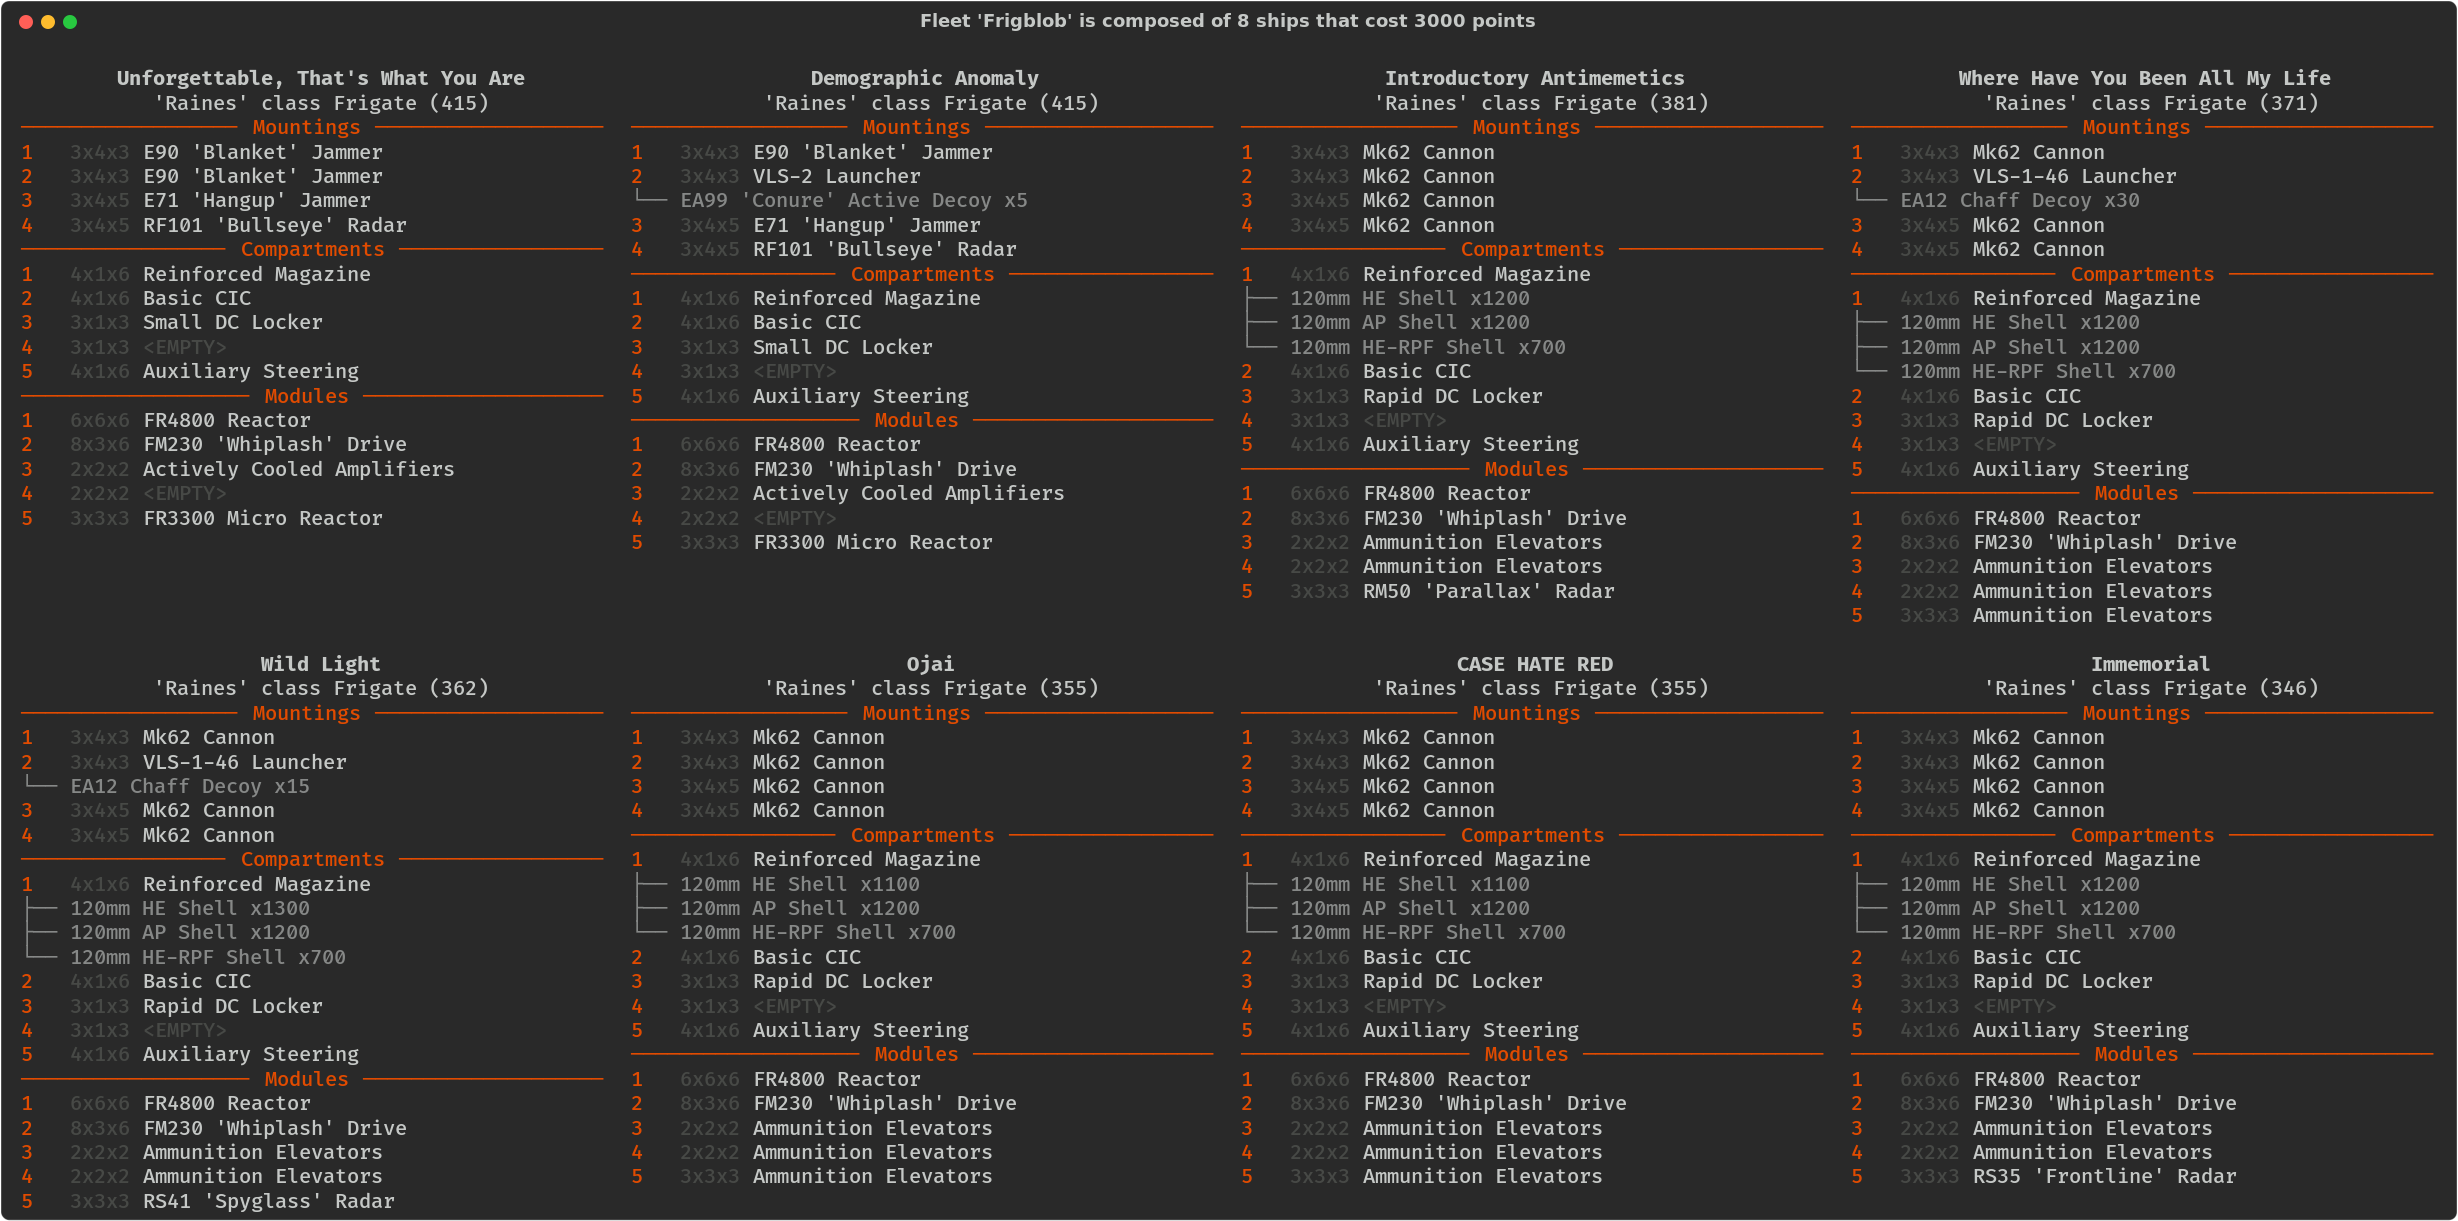 Fleet 'Frigblob' is composed of 8 ships that cost 3000 points
Unforgettable, That's What You Are
'Raines' class Frigate (415)
Mountings
1 3x4x3 E90 'Blanket' Jammer
2 3x4x3 E90 'Blanket' Jammer
3 3x4x5 E71 'Hangup' Jammer
4 3x4x5 RF101 'Bullseye' Radar
Compartments
1 4x1x6 Reinforced Magazine
2 4x1x6 Basic CIC
3 3x1x3 Small DC Locker
4 3x1x3 <EMPTY>
5 4x1x6 Auxiliary Steering
Modules
1 6x6x6 FR4800 Reactor
2 8x3x6 FM230 'Whiplash' Drive
3 2x2x2 Actively Cooled Amplifiers
4 2x2x2 <EMPTY>
5 3x3x3 FR3300 Micro Reactor
Demographic Anomaly
'Raines' class Frigate (415)
Mountings
1 3x4x3 E90 'Blanket' Jammer
2 3x4x3 VLS-2 Launcher
└── EA99 'Conure' Active Decoy x5
3 3x4x5 E71 'Hangup' Jammer
4 3x4x5 RF101 'Bullseye' Radar
Compartments
1 4x1x6 Reinforced Magazine
2 4x1x6 Basic CIC
3 3x1x3 Small DC Locker
4 3x1x3 <EMPTY>
5 4x1x6 Auxiliary Steering
Modules
1 6x6x6 FR4800 Reactor
2 8x3x6 FM230 'Whiplash' Drive
3 2x2x2 Actively Cooled Amplifiers
4 2x2x2 <EMPTY>
5 3x3x3 FR3300 Micro Reactor
Introductory Antimemetics
'Raines' class Frigate (381)
Mountings
1 3x4x3 Mk62 Cannon
2 3x4x3 Mk62 Cannon
3 3x4x5 Mk62 Cannon
4 3x4x5 Mk62 Cannon
Compartments
1 4x1x6 Reinforced Magazine
├── 120mm HE Shell x1200
├── 120mm AP Shell x1200
└── 120mm HE-RPF Shell x700
2 4x1x6 Basic CIC
3 3x1x3 Rapid DC Locker
4 3x1x3 <EMPTY>
5 4x1x6 Auxiliary Steering
Modules
1 6x6x6 FR4800 Reactor
2 8x3x6 FM230 'Whiplash' Drive
3 2x2x2 Ammunition Elevators
4 2x2x2 Ammunition Elevators
5 3x3x3 RM50 'Parallax' Radar
Where Have You Been All My Life
'Raines' class Frigate (371)
Mountings
1 3x4x3 Mk62 Cannon
2 3x4x3 VLS-1-46 Launcher
└── EA12 Chaff Decoy x30
3 3x4x5 Mk62 Cannon
4 3x4x5 Mk62 Cannon
Compartments
1 4x1x6 Reinforced Magazine
├── 120mm HE Shell x1200
├── 120mm AP Shell x1200
└── 120mm HE-RPF Shell x700
2 4x1x6 Basic CIC
3 3x1x3 Rapid DC Locker
4 3x1x3 <EMPTY>
5 4x1x6 Auxiliary Steering
Modules
1 6x6x6 FR4800 Reactor
2 8x3x6 FM230 'Whiplash' Drive
3 2x2x2 Ammunition Elevators
4 2x2x2 Ammunition Elevators
5 3x3x3 Ammunition Elevators
Wild Light
'Raines' class Frigate (362)
Mountings
1 3x4x3 Mk62 Cannon
2 3x4x3 VLS-1-46 Launcher
└── EA12 Chaff Decoy x15
3 3x4x5 Mk62 Cannon
4 3x4x5 Mk62 Cannon
Compartments
1 4x1x6 Reinforced Magazine
├── 120mm HE Shell x1300
├── 120mm AP Shell x1200
└── 120mm HE-RPF Shell x700
2 4x1x6 Basic CIC
3 3x1x3 Rapid DC Locker
4 3x1x3 <EMPTY>
5 4x1x6 Auxiliary Steering
Modules
1 6x6x6 FR4800 Reactor
2 8x3x6 FM230 'Whiplash' Drive
3 2x2x2 Ammunition Elevators
4 2x2x2 Ammunition Elevators
5 3x3x3 RS41 'Spyglass' Radar
Ojai
'Raines' class Frigate (355)
Mountings
1 3x4x3 Mk62 Cannon
2 3x4x3 Mk62 Cannon
3 3x4x5 Mk62 Cannon
4 3x4x5 Mk62 Cannon
Compartments
1 4x1x6 Reinforced Magazine
├── 120mm HE Shell x1100
├── 120mm AP Shell x1200
└── 120mm HE-RPF Shell x700
2 4x1x6 Basic CIC
3 3x1x3 Rapid DC Locker
4 3x1x3 <EMPTY>
5 4x1x6 Auxiliary Steering
Modules
1 6x6x6 FR4800 Reactor
2 8x3x6 FM230 'Whiplash' Drive
3 2x2x2 Ammunition Elevators
4 2x2x2 Ammunition Elevators
5 3x3x3 Ammunition Elevators
CASE HATE RED
'Raines' class Frigate (355)
Mountings
1 3x4x3 Mk62 Cannon
2 3x4x3 Mk62 Cannon
3 3x4x5 Mk62 Cannon
4 3x4x5 Mk62 Cannon
Compartments
1 4x1x6 Reinforced Magazine
├── 120mm HE Shell x1100
├── 120mm AP Shell x1200
└── 120mm HE-RPF Shell x700
2 4x1x6 Basic CIC
3 3x1x3 Rapid DC Locker
4 3x1x3 <EMPTY>
5 4x1x6 Auxiliary Steering
Modules
1 6x6x6 FR4800 Reactor
2 8x3x6 FM230 'Whiplash' Drive
3 2x2x2 Ammunition Elevators
4 2x2x2 Ammunition Elevators
5 3x3x3 Ammunition Elevators
Immemorial
'Raines' class Frigate (346)
Mountings
1 3x4x3 Mk62 Cannon
2 3x4x3 Mk62 Cannon
3 3x4x5 Mk62 Cannon
4 3x4x5 Mk62 Cannon
Compartments
1 4x1x6 Reinforced Magazine
├── 120mm HE Shell x1200
├── 120mm AP Shell x1200
└── 120mm HE-RPF Shell x700
2 4x1x6 Basic CIC
3 3x1x3 Rapid DC Locker
4 3x1x3 <EMPTY>
5 4x1x6 Auxiliary Steering
Modules
1 6x6x6 FR4800 Reactor
2 8x3x6 FM230 'Whiplash' Drive
3 2x2x2 Ammunition Elevators
4 2x2x2 Ammunition Elevators
5 3x3x3 RS35 'Frontline' Radar